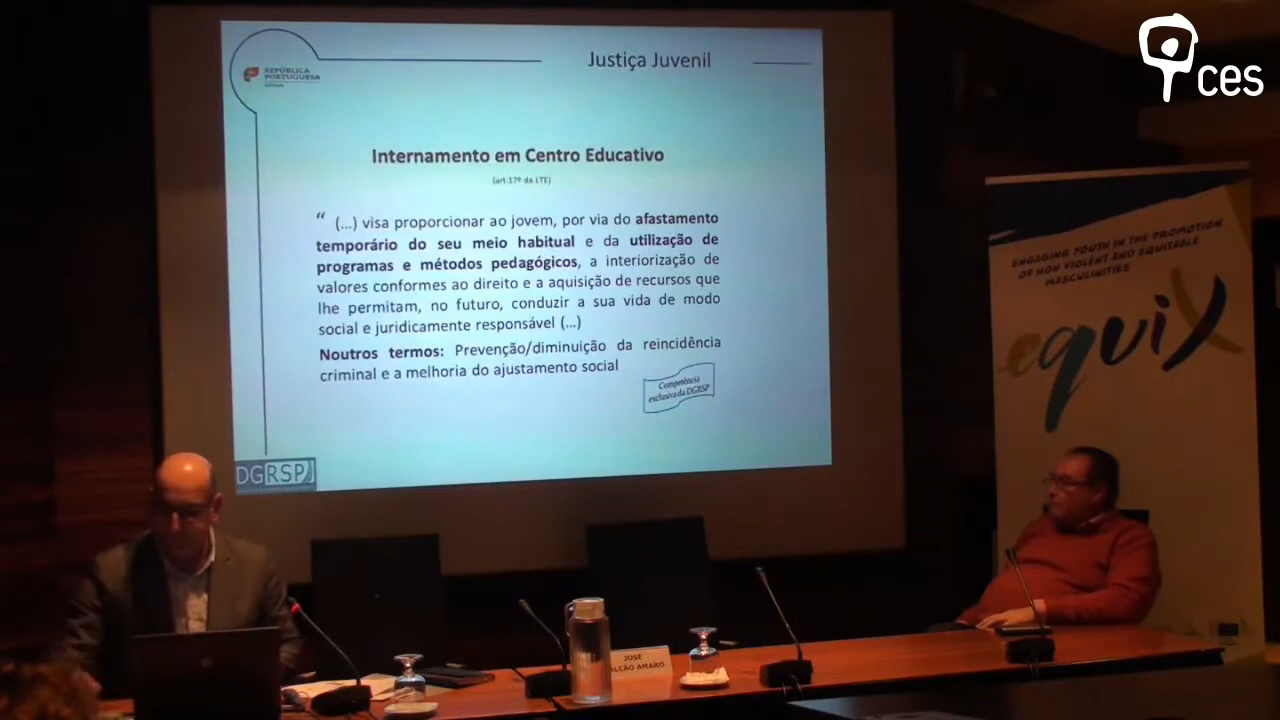 ces
REPÚBLICA
PORTUGUESA
Justiça Juvenil
Internamento em Centro Educativo
(art.17º da LTE)
“ (...) visa proporcionar ao jovem, por via do afastamento
temporário do seu meio habitual e da utilização de
programas e métodos pedagógicos, a interiorização de
valores conformes ao direito e a aquisição de recursos que
lhe permitam, no futuro, conduzir a sua vida de modo
social e juridicamente responsável (...)
Noutros termos: Prevenção/diminuição da reincidência
criminal e a melhoria do ajustamento social
Competência
exclusiva da DGRSP
DGRSP
ENGAGING YOUTH IN THE PROMOTION
OF NON VIOLENT AND EQUITABLE
MASCULINITIES
equiX
JOSÉ
ALCÃO AMARO